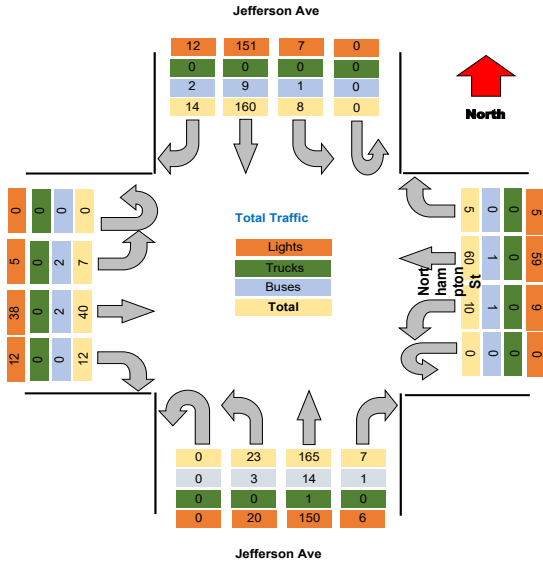 Jefferson Ave
12 151 7 0
0 0 0 0
2 9 1 0
14 160 8 0
North
0 0 0 0
5 0 2 7
38 0 2 40
12 0 0 12
Total Traffic
Lights
Trucks
Buses
Total
5 0 0 5
60 1 0 59
10 1 0 9
0 0 0 0
Nort
ham
pton
St
0 23 165 7
0 3 14 1
0 0 1 0
0 20 150 6
Jefferson Ave